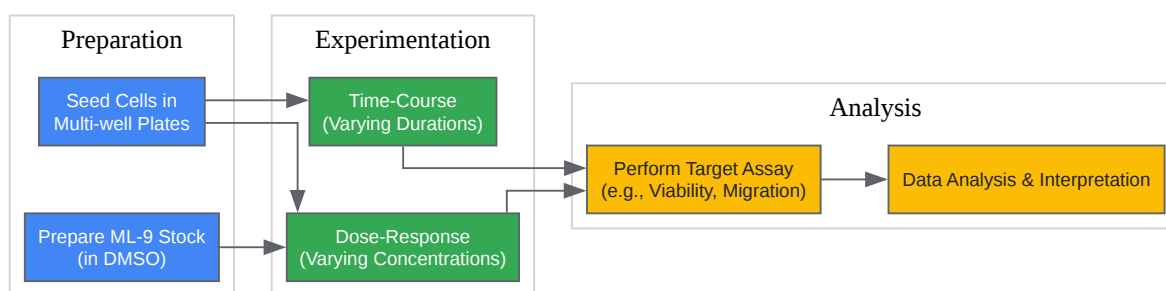 Preparation
Seed Cells in
Multi-well Plates
Prepare ML-9 Stock
(in DMSO)
Experimentation
Time-Course
(Varying Durations)
Dose-Response
(Varying Concentrations)
Analysis
Perform Target Assay
(e.g., Viability, Migration)
Data Analysis & Interpretation